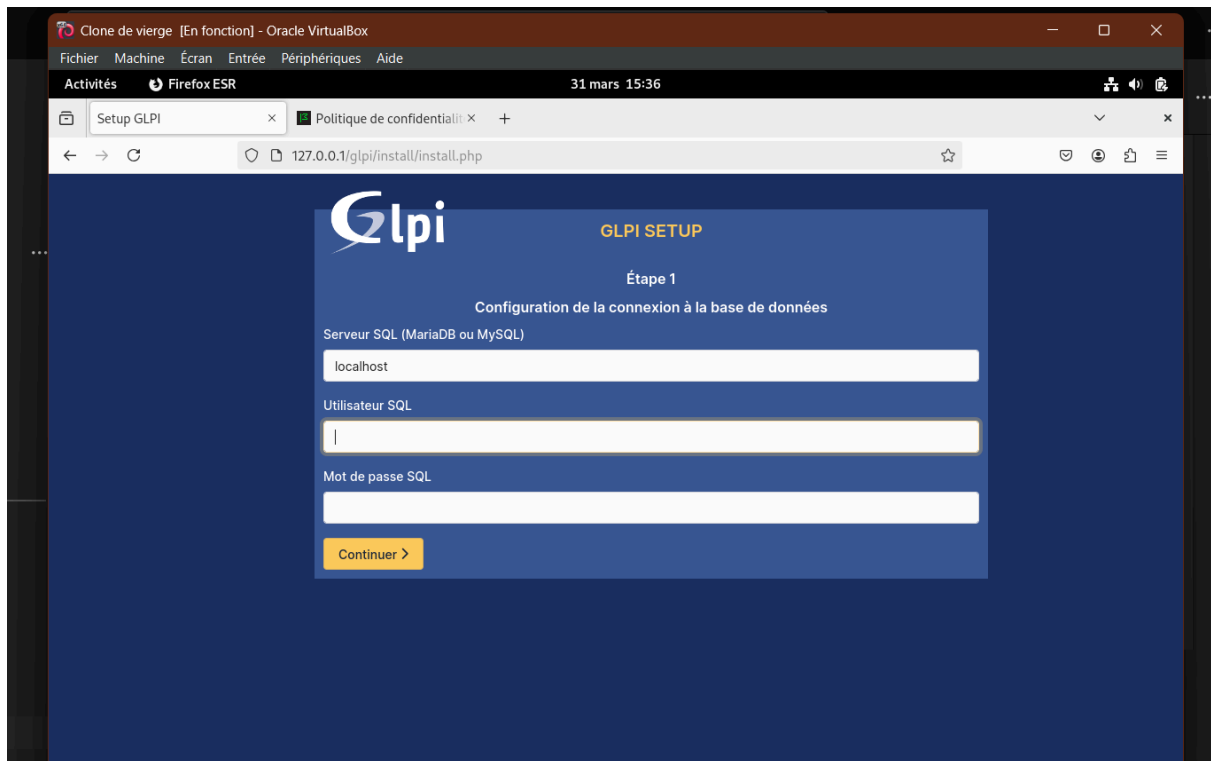 Clone de vierge [En fonction] - Oracle VirtualBox
Fichier Machine Écran Entrée Périphériques Aide
Activités Firefox ESR 31 mars 15:36
Setup GLPI Politique de confidentialit
127.0.0.1/glpi/install/install.php
Glpi
GLPI SETUP
Étape 1
Configuration de la connexion à la base de données
Serveur SQL (MariaDB ou MySQL)
localhost
Utilisateur SQL
Mot de passe SQL
Continuer